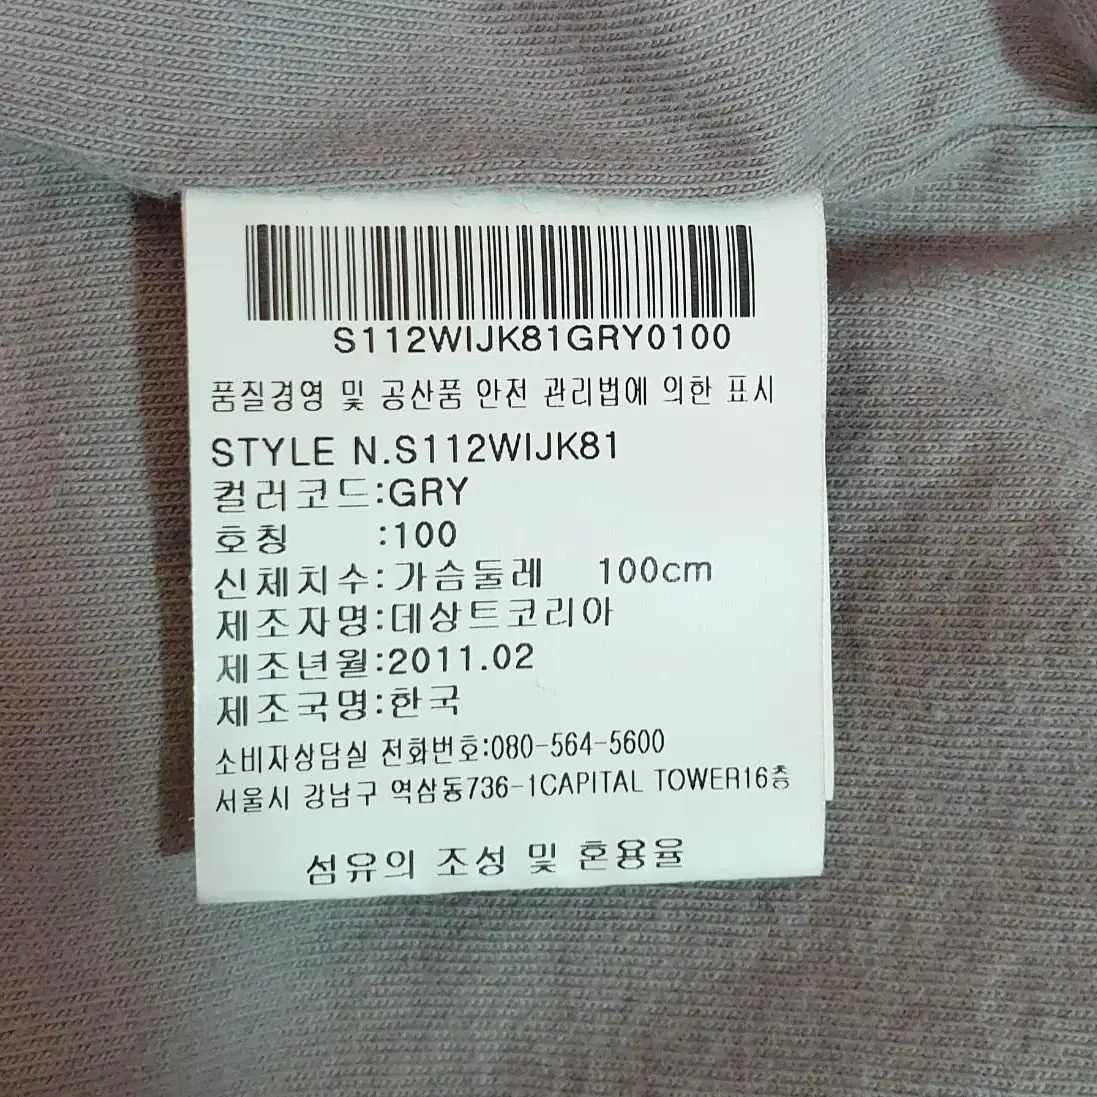 S112WIJK81GRY0100
품질경영 및 공산품 안전 관리법에 의한 표시
STYLE N.S112WIJK81
컬러코드:GRY
호칭 :100
신체치수:가슴둘레 100cm
제조자명:데상트코리아
제조년월:2011.02
제조국명:한국
소비자상담실 전화번호:080-564-5600
서울시 강남구 역삼동736-1CAPITAL TOWER16층
섬유의 조성 및 혼용율